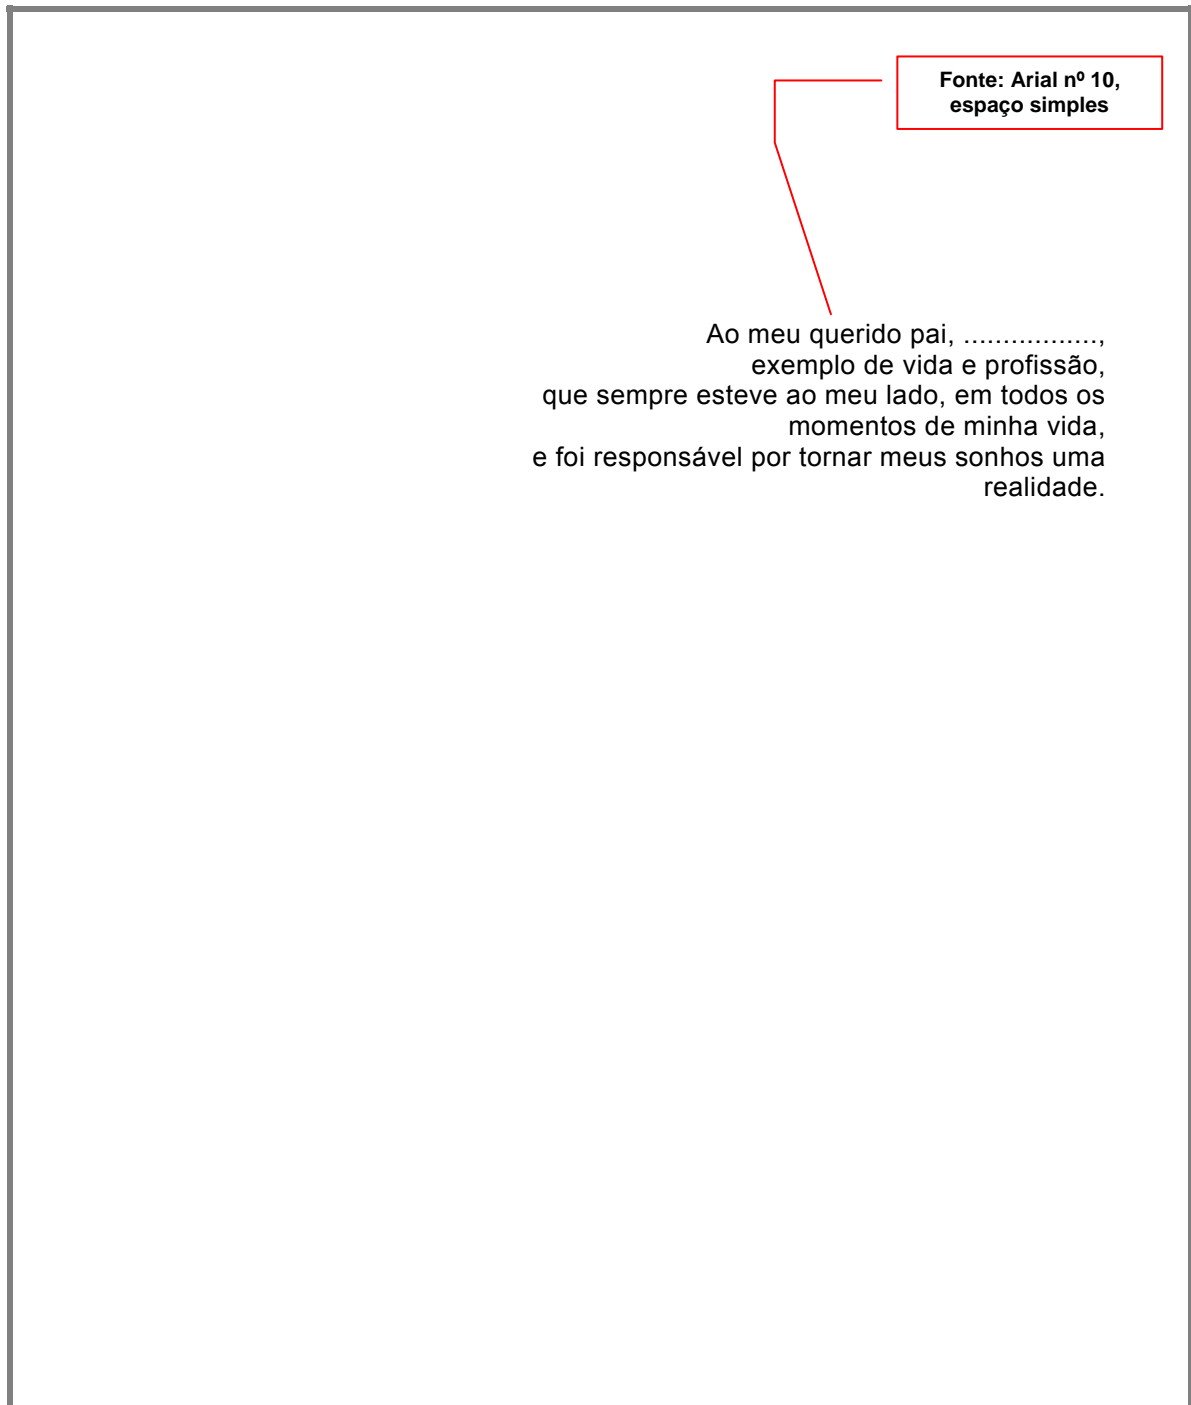 Fonte: Arial nº 10,
espaço simples
Ao meu querido pai, .................,
exemplo de vida e profissão,
que sempre esteve ao meu lado, em todos os
momentos de minha vida,
e foi responsável por tornar meus sonhos uma
realidade.